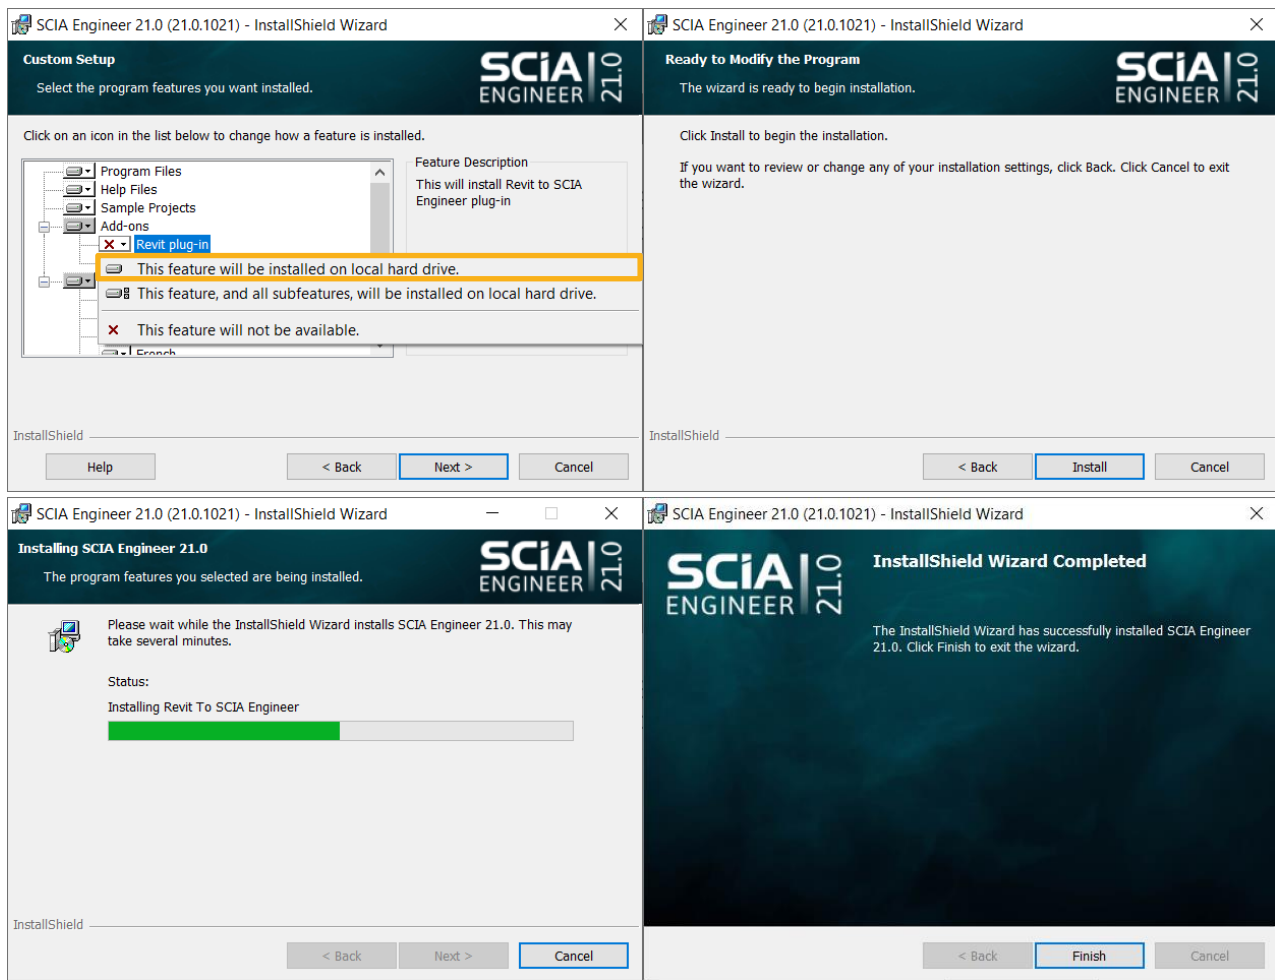 SCIA Engineer 21.0 (21.0.1021) - InstallShield Wizard
Custom Setup
Select the program features you want installed.
SCiA ENGINEER 21.0
Click on an icon in the list below to change how a feature is installed.
Program Files
Help Files
Sample Projects
Add-ons
Revit plug-in
This feature will be installed on local hard drive.
This feature, and all subfeatures, will be installed on local hard drive.
This feature will not be available.
French
Feature Description
This will install Revit to SCIA
Engineer plug-in
InstallShield
Help
< Back
Next >
Cancel
SCIA Engineer 21.0 (21.0.1021) - InstallShield Wizard
Ready to Modify the Program
The wizard is ready to begin installation.
SCiA ENGINEER 21.0
Click Install to begin the installation.
If you want to review or change any of your installation settings, click Back. Click Cancel to exit
the wizard.
InstallShield
< Back
Install
Cancel
SCIA Engineer 21.0 (21.0.1021) - InstallShield Wizard
Installing SCIA Engineer 21.0
The program features you selected are being installed.
SCiA ENGINEER 21.0
Please wait while the InstallShield Wizard installs SCIA Engineer 21.0. This may
take several minutes.
Status:
Installing Revit To SCIA Engineer
InstallShield
< Back
Next >
Cancel
SCIA Engineer 21.0 (21.0.1021) - InstallShield Wizard
SCiA ENGINEER 21.0
InstallShield Wizard Completed
The InstallShield Wizard has successfully installed SCIA Engineer
21.0. Click Finish to exit the wizard.
< Back
Finish
Cancel